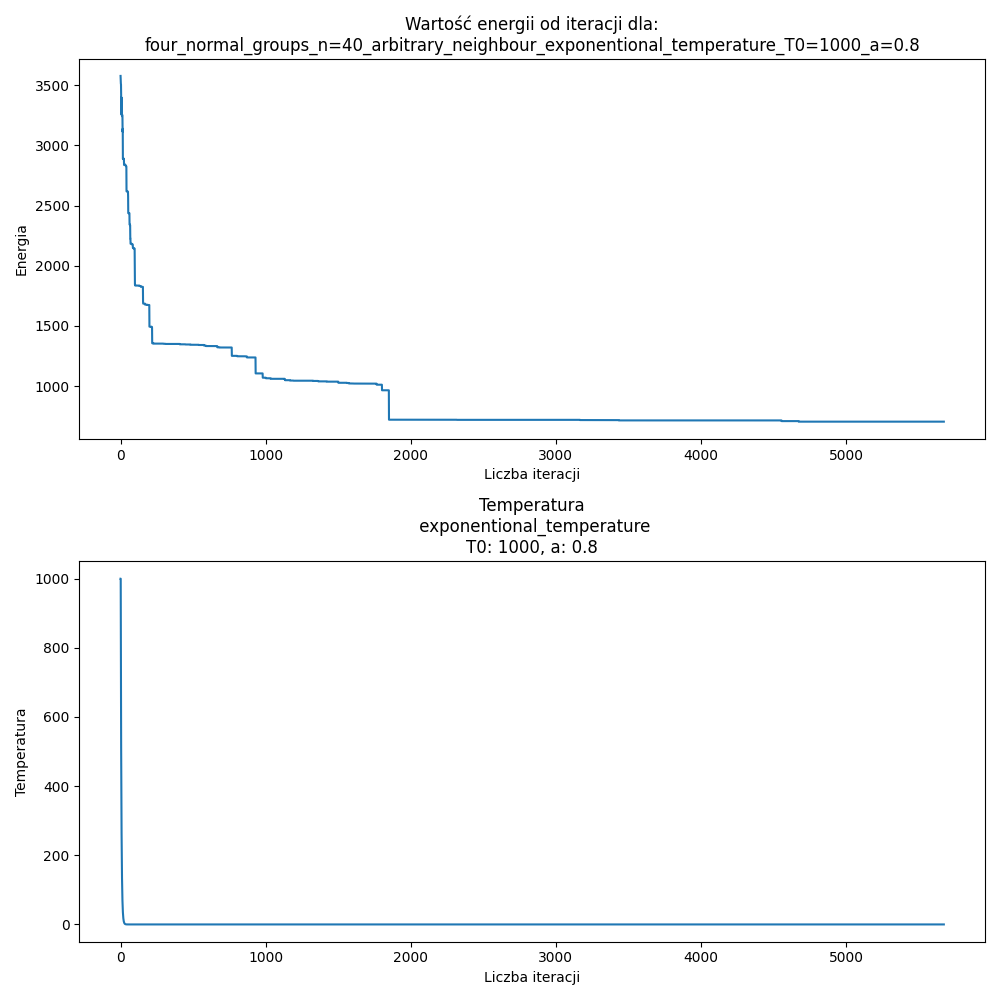 Wartość energii od iteracji dla:
four_normal_groups_n=40_arbitrary_neighbour_exponentional_temperature_T0=1000_a=0.8
3500
3000
2500
2000
1500
1000
Energia
0 1000 2000 3000 4000 5000
Liczba iteracji
Temperatura
exponentional_temperature
T0: 1000, a: 0.8
1000
800
600
400
200
0
Temperatura
0 1000 2000 3000 4000 5000
Liczba iteracji